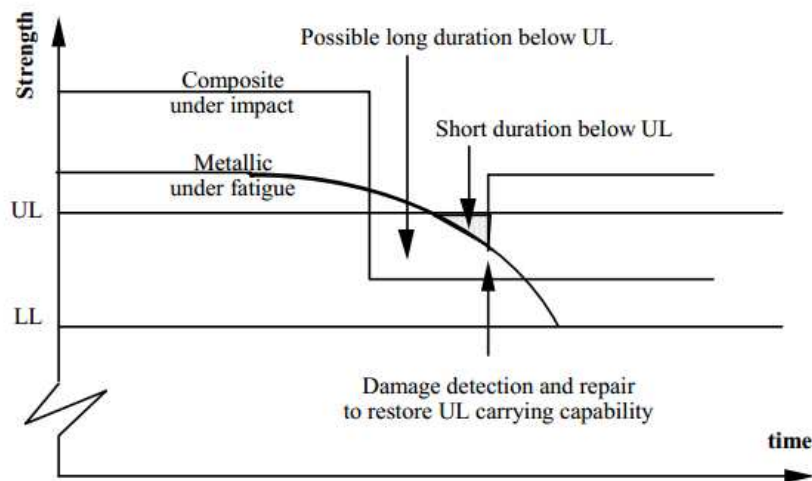 Strength
Possible long duration below UL
Composite
under impact
Short duration below UL
Metallic
under fatigue
UL
LL
Damage detection and repair
to restore UL carrying capability
time